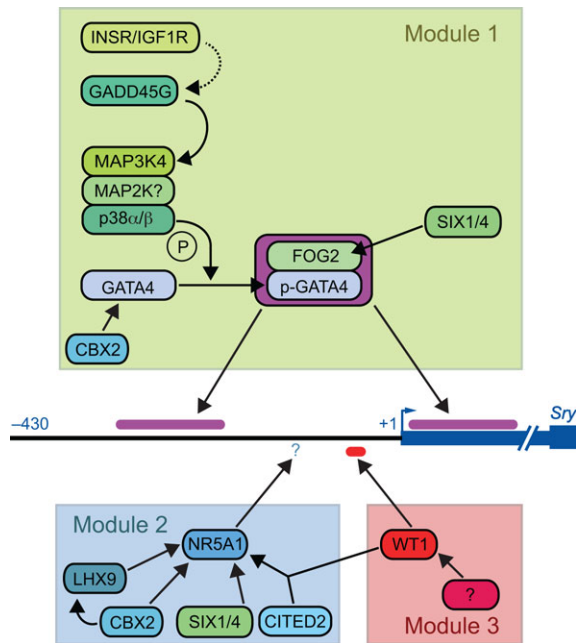 Module 1
INSR/IGF1R
GADD45G
MAP3K4
MAP2K?
p38α/β
P
SIX1/4
FOG2
GATA4
p-GATA4
CBX2
–430
+1
Sry
?
Module 2
NR5A1
WT1
LHX9
?
CBX2
SIX1/4
CITED2
Module 3